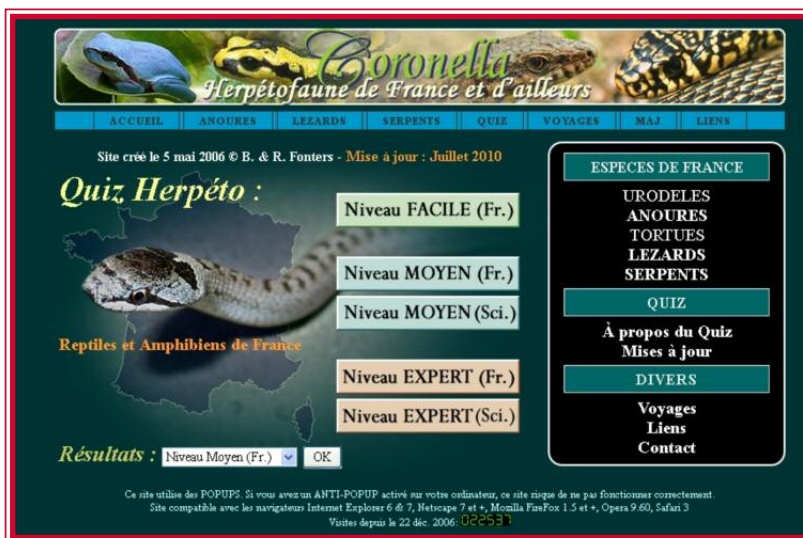 Coronella
Herpétofaune de France et d'ailleurs
ACCUEIL ANOURES LEZARDS SERPENTS QUIZ VOYAGES MAJ LIENS
Site créé le 5 mai 2006 © B. & R. Fonters - Mise à jour : Juillet 2010
Quiz Herpéto :
Niveau FACILE (Fr.)
Niveau MOYEN (Fr.)
Niveau MOYEN (Sci.)
Reptiles et Amphibiens de France
Niveau EXPERT (Fr.)
Niveau EXPERT (Sci.)
Résultats : Niveau Moyen (Fr.) OK
ESPECES DE FRANCE
URODELES
ANOURES
TORTUES
LEZARDS
SERPENTS
QUIZ
À propos du Quiz
Mises à jour
DIVERS
Voyages
Liens
Contact
Ce site utilise des POPUPS. Si vous avez un ANTI-POPUP activé sur votre ordinateur, ce site risque de ne pas fonctionner correctement.
Site compatible avec les navigateurs Internet Explorer 6 & 7, Netscape 7 et +, Mozilla FireFox 1.5 et +, Opera 9.60, Safari 3
Visites depuis le 22 déc. 2006: 022537